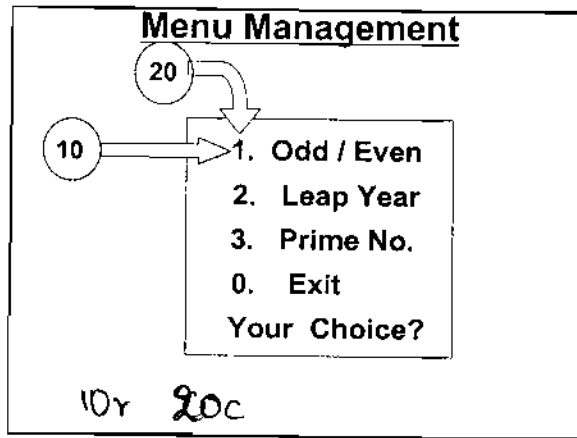 Menu Management
20
10
1. Odd / Even
2. Leap Year
3. Prime No.
0. Exit
Your Choice?
10r 20c